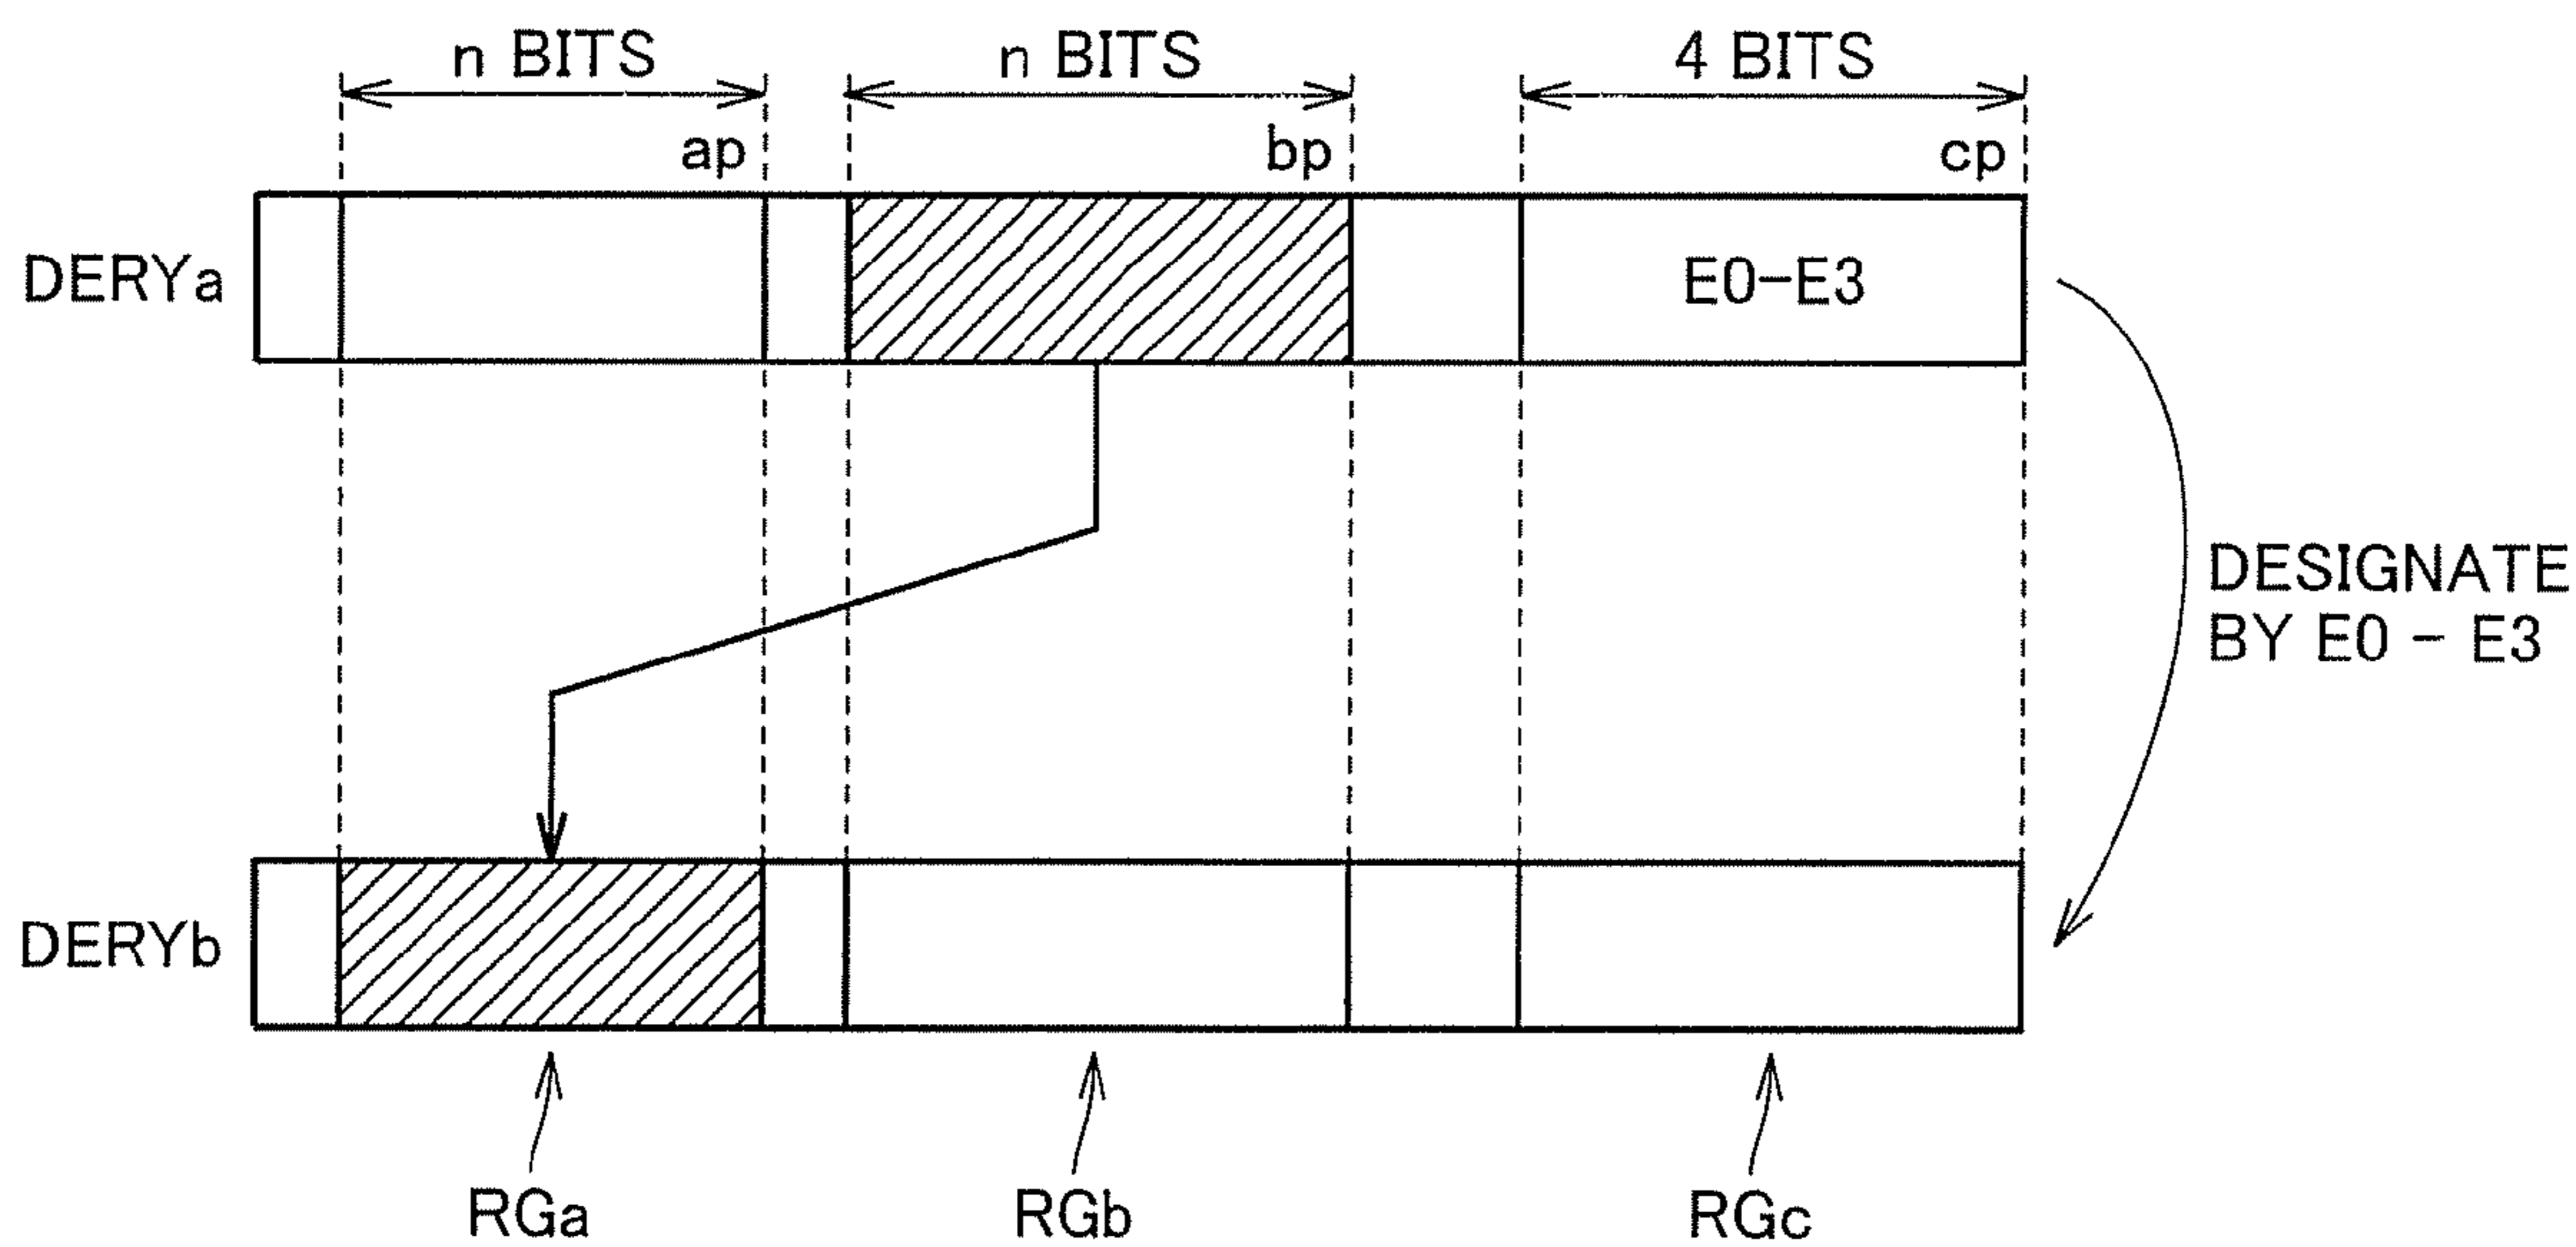 n BITS n BITS 4 BITS
ap bp cp
DERYa E0-E3
DESIGNATE
BY E0 - E3
DERYb
RGa RGb RGc